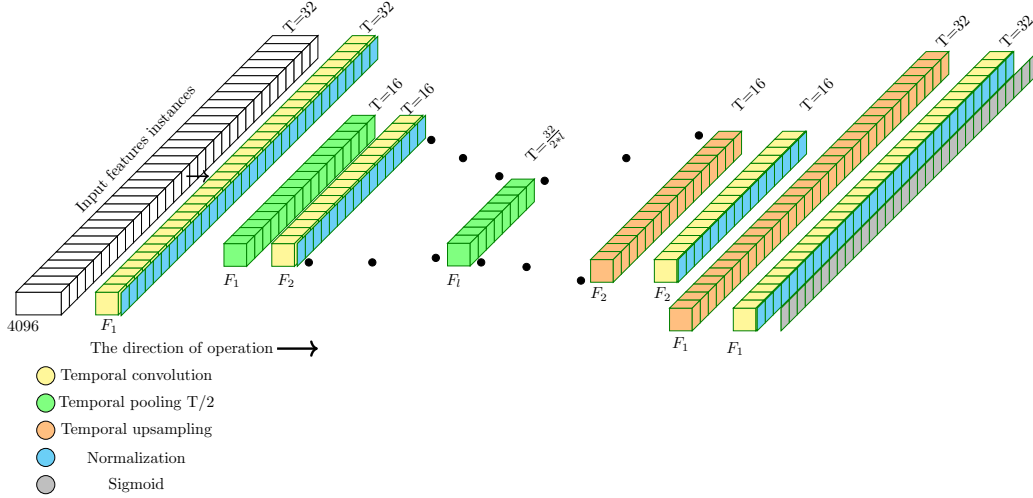 T=32
T=32
T=16
T=16
T=$\frac{32}{2*l}$
T=16
T=16
T=32
T=32
Input features instances
4096
$F_1$
$F_1$
$F_2$
$F_l$
$F_2$
$F_2$
$F_1$
$F_1$
The direction of operation
Temporal convolution
Temporal pooling T/2
Temporal upsampling
Normalization
Sigmoid